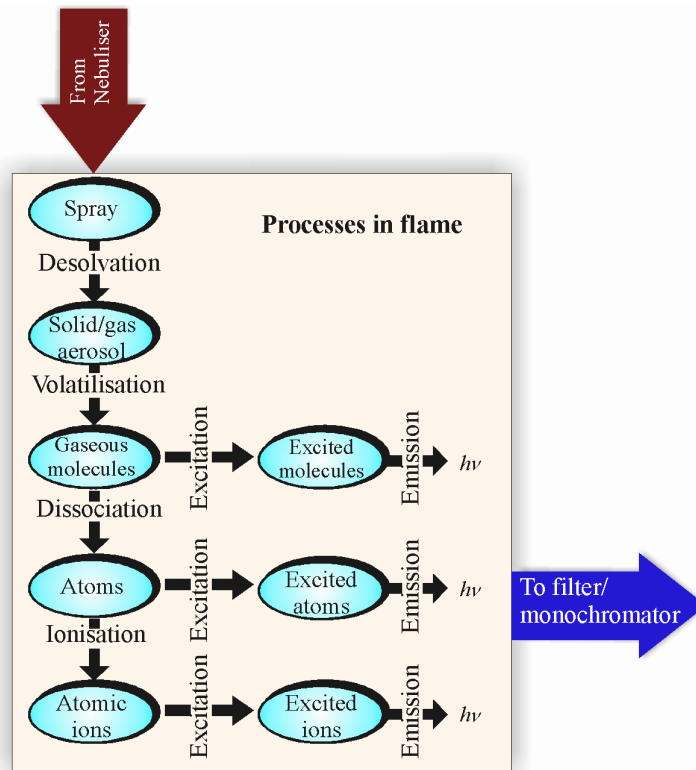 From
Nebuliser
Spray
Processes in flame
Desolvation
Solid/gas
aerosol
Volatilisation
Gaseous
molecules
Excitation
Excited
molecules
Emission
hν
Dissociation
Atoms
Excitation
Excited
atoms
Emission
hν
To filter/
monochromator
Ionisation
Atomic
ions
Excitation
Excited
ions
Emission
hν